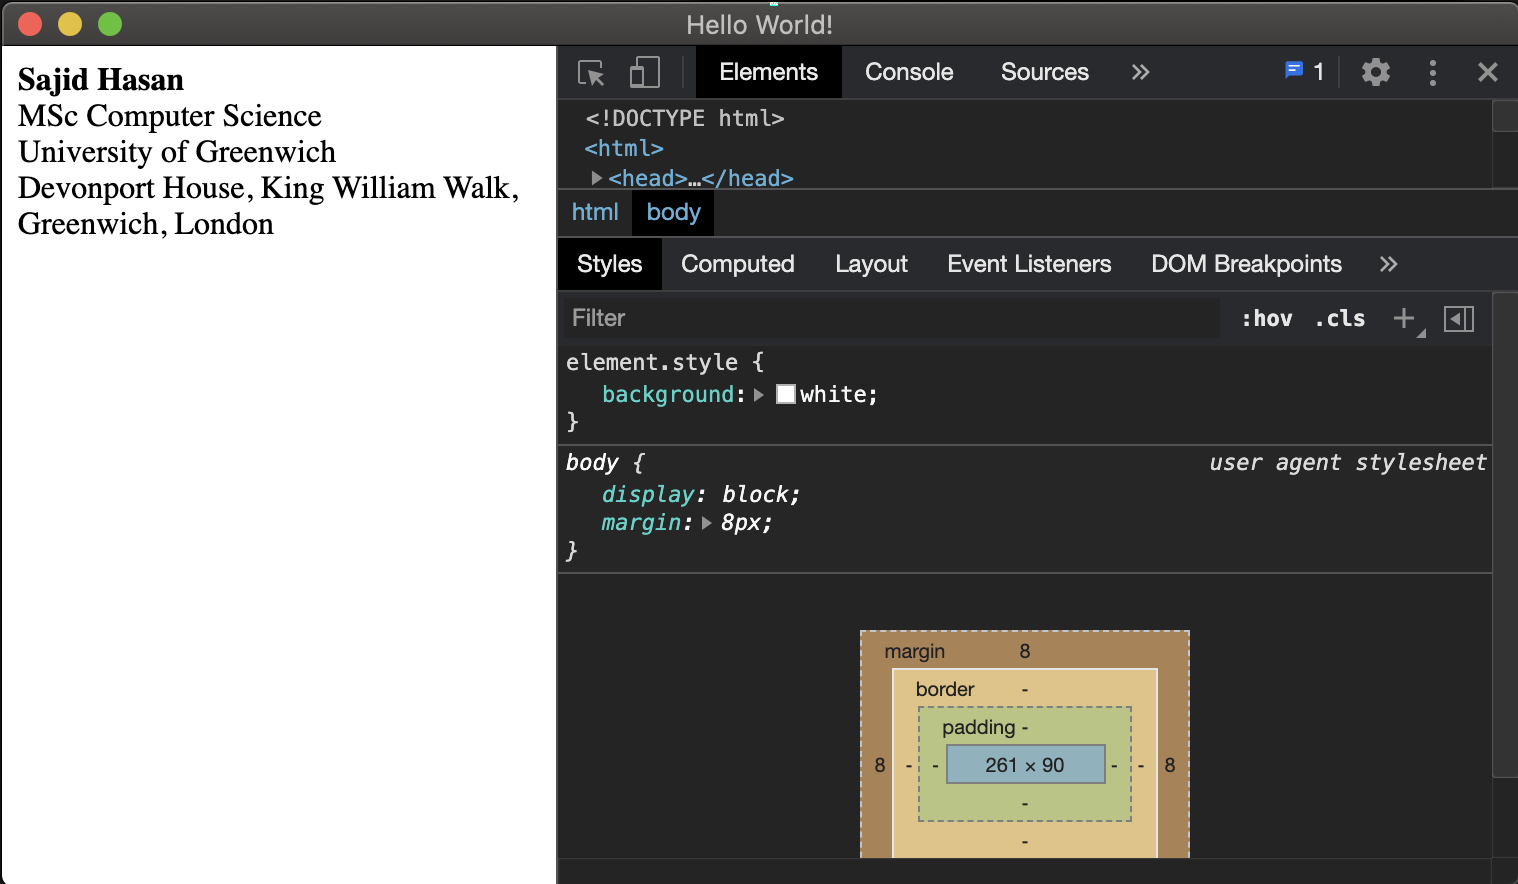 Hello World!
Sajid Hasan
MSc Computer Science
University of Greenwich
Devonport House, King William Walk,
Greenwich, London
Elements Console Sources » 1
<!DOCTYPE html>
<html>
▶<head>…</head>
html body
Styles Computed Layout Event Listeners DOM Breakpoints »
Filter :hov .cls +
element.style {
background:▶ white;
}
body { user agent stylesheet
display: block;
margin:▶ 8px;
}
margin 8
border -
padding -
8 - - 261 × 90 - - 8
-
-